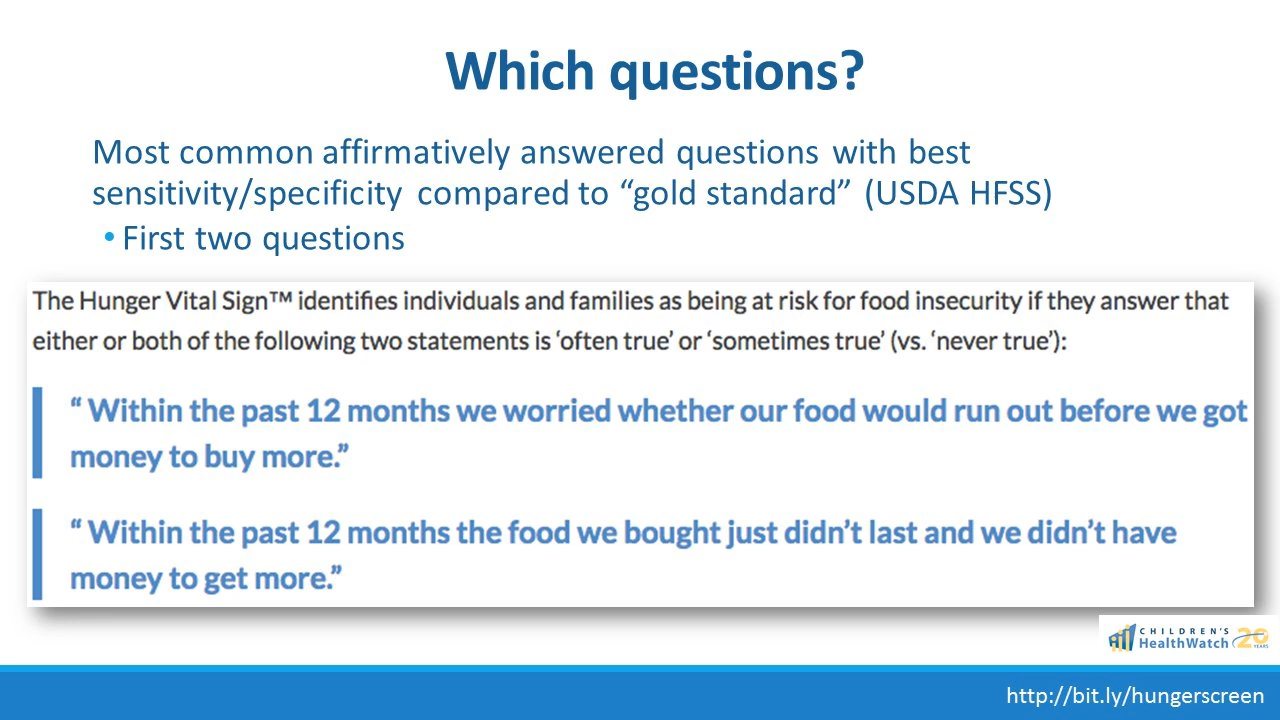 Which questions?
Most common affirmatively answered questions with best
sensitivity/specificity compared to “gold standard” (USDA HFSS)
• First two questions
The Hunger Vital Sign™ identifies individuals and families as being at risk for food insecurity if they answer that
either or both of the following two statements is ‘often true’ or ‘sometimes true’ (vs. ‘never true’):
“ Within the past 12 months we worried whether our food would run out before we got
money to buy more.”
“ Within the past 12 months the food we bought just didn’t last and we didn’t have
money to get more.”
CHILDREN'S
HealthWatch 20 YEARS
http://bit.ly/hungerscreen